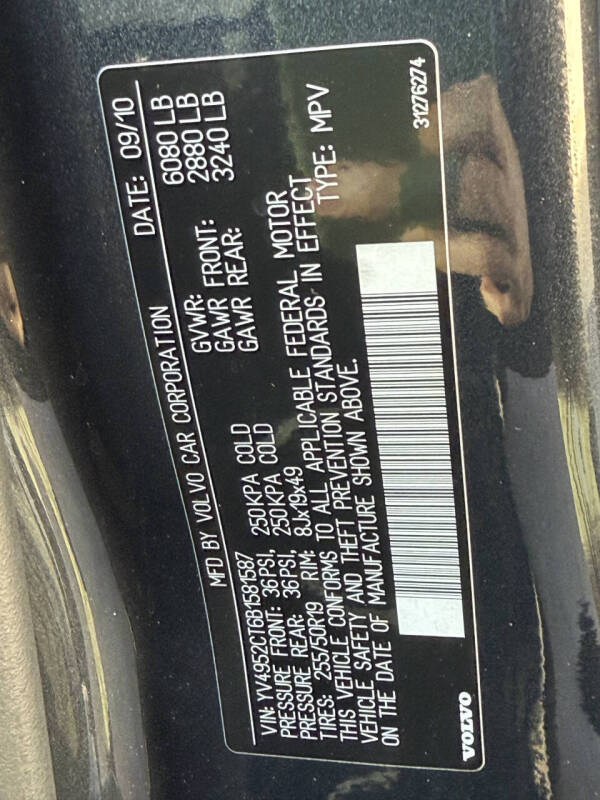 MFD BY VOLVO CAR CORPORATION DATE: 09/10
GVWR: 6080 LB
GAWR FRONT: 2880 LB
GAWR REAR: 3240 LB
VIN: YV4952CT6B1581587
PRESSURE FRONT: 36PSI, 250KPA COLD
PRESSURE REAR: 36PSI, 250KPA COLD
TIRES: 255/50R19 RIM: 8Jx19x49
THIS VEHICLE CONFORMS TO ALL APPLICABLE FEDERAL MOTOR
VEHICLE SAFETY AND THEFT PREVENTION STANDARDS IN EFFECT
ON THE DATE OF MANUFACTURE SHOWN ABOVE. TYPE: MPV
VOLVO 31276274